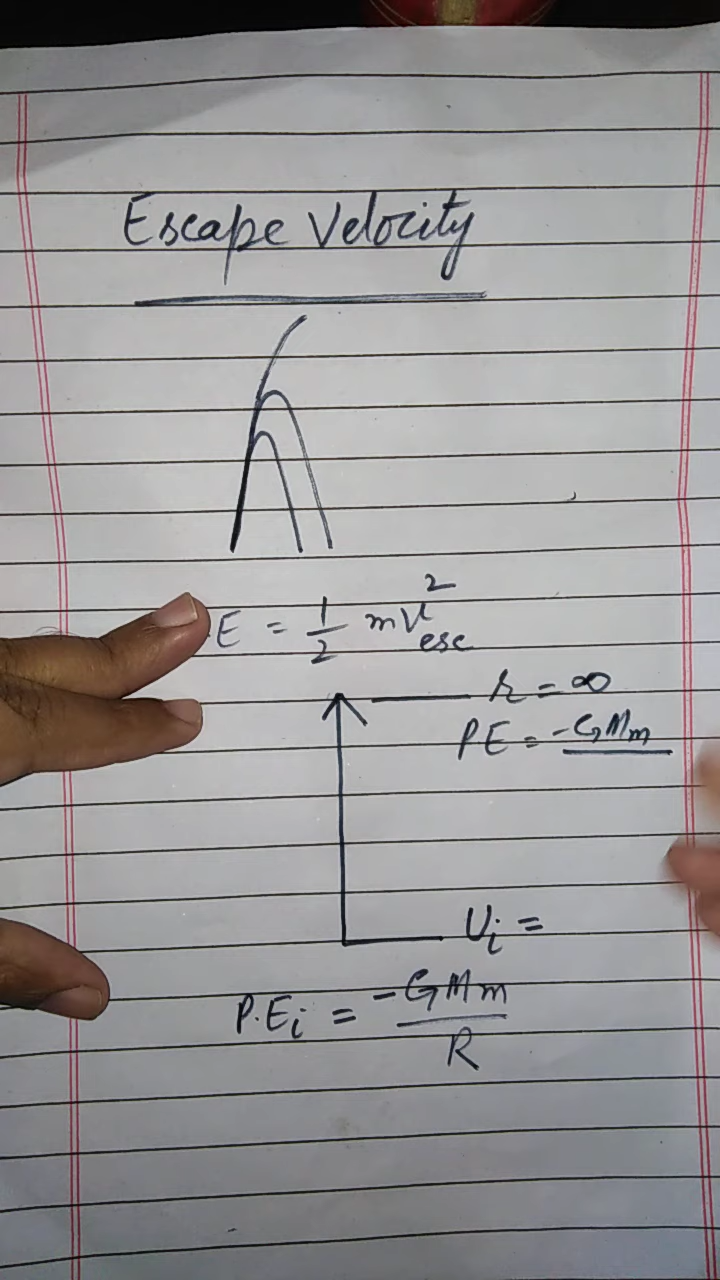 Escape Velocity
E = 1/2 mv²esc
r = ∞
PE = -GMm
Ui =
P.Ei = -GMm/R